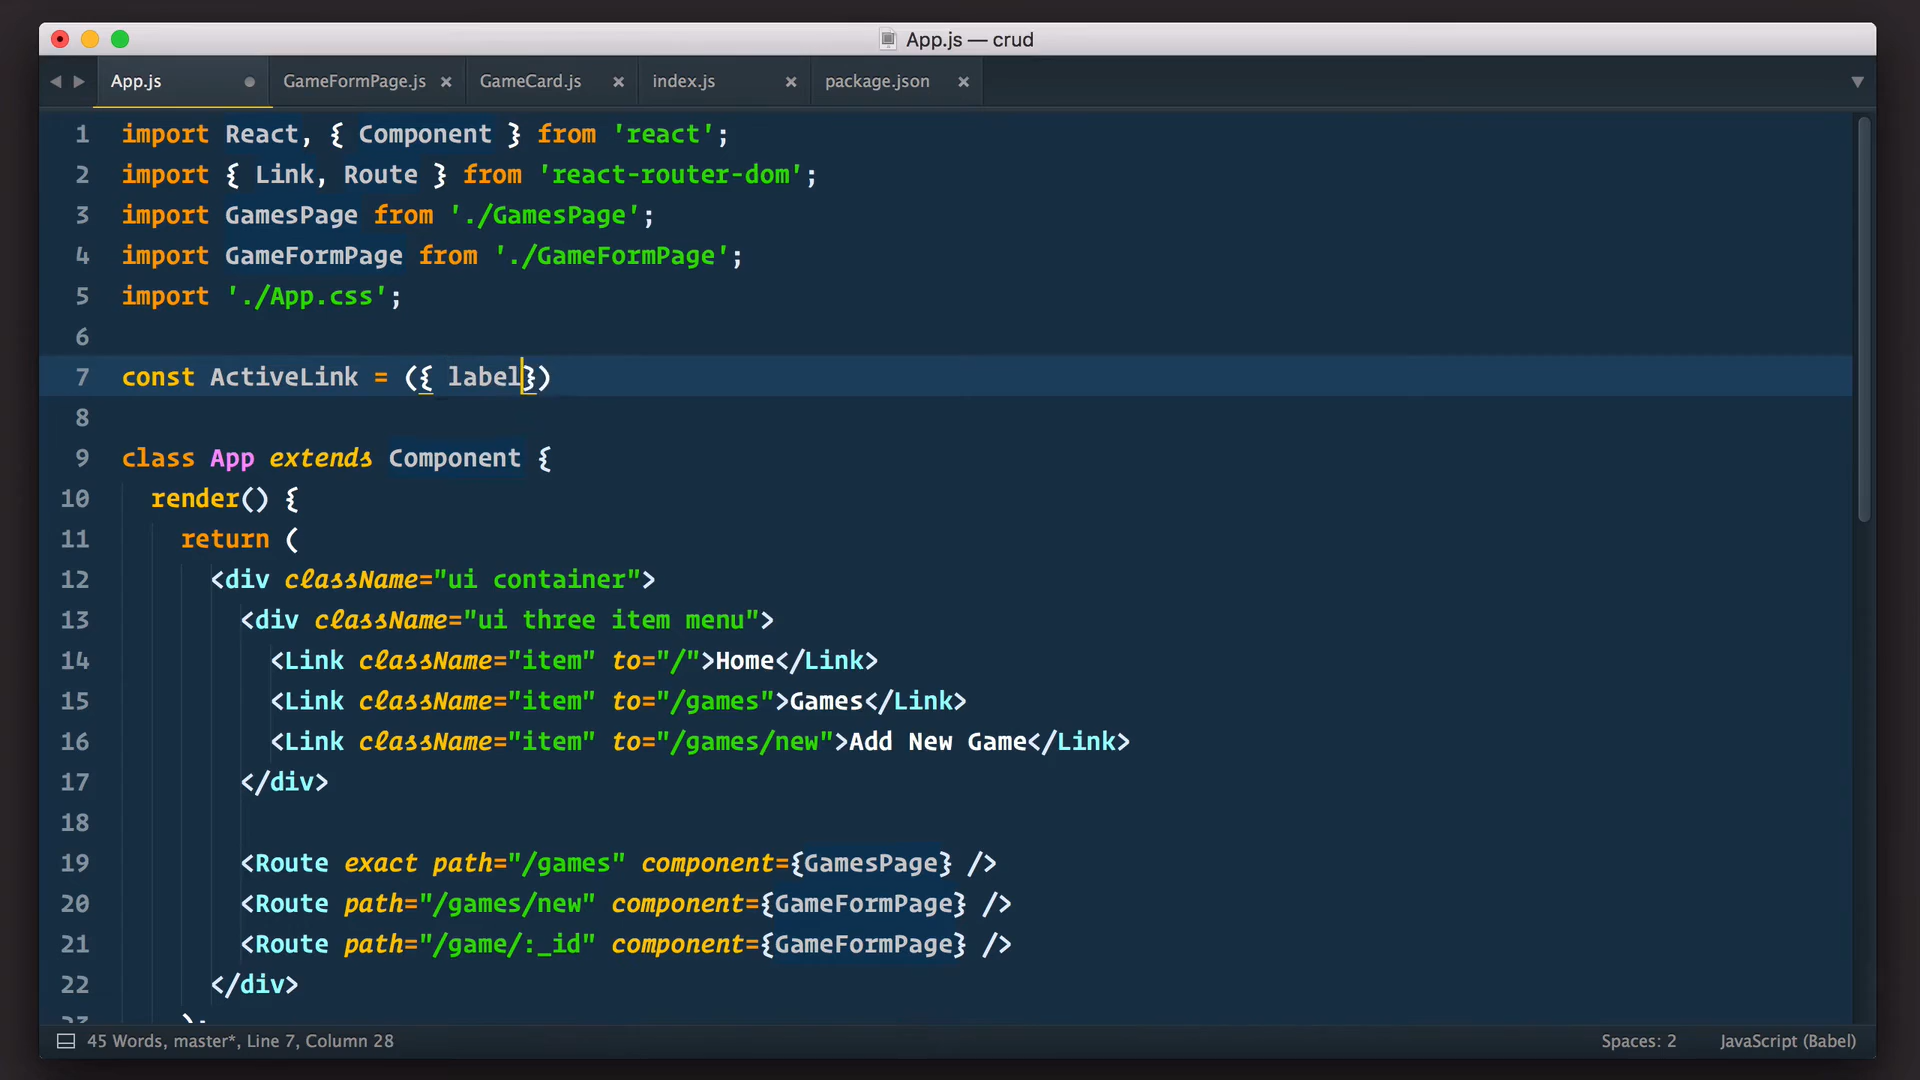 App.js — crud
App.js GameFormPage.js GameCard.js index.js package.json
1 import React, { Component } from 'react';
2 import { Link, Route } from 'react-router-dom';
3 import GamesPage from './GamesPage';
4 import GameFormPage from './GameFormPage';
5 import './App.css';
6
7 const ActiveLink = ({ label})
8
9 class App extends Component {
10 render() {
11 return (
12 <div className="ui container">
13 <div className="ui three item menu">
14 <Link className="item" to="/">Home</Link>
15 <Link className="item" to="/games">Games</Link>
16 <Link className="item" to="/games/new">Add New Game</Link>
17 </div>
18
19 <Route exact path="/games" component={GamesPage} />
20 <Route path="/games/new" component={GameFormPage} />
21 <Route path="/game/:_id" component={GameFormPage} />
22 </div>
23 );
45 Words, master*, Line 7, Column 28 Spaces: 2 JavaScript (Babel)